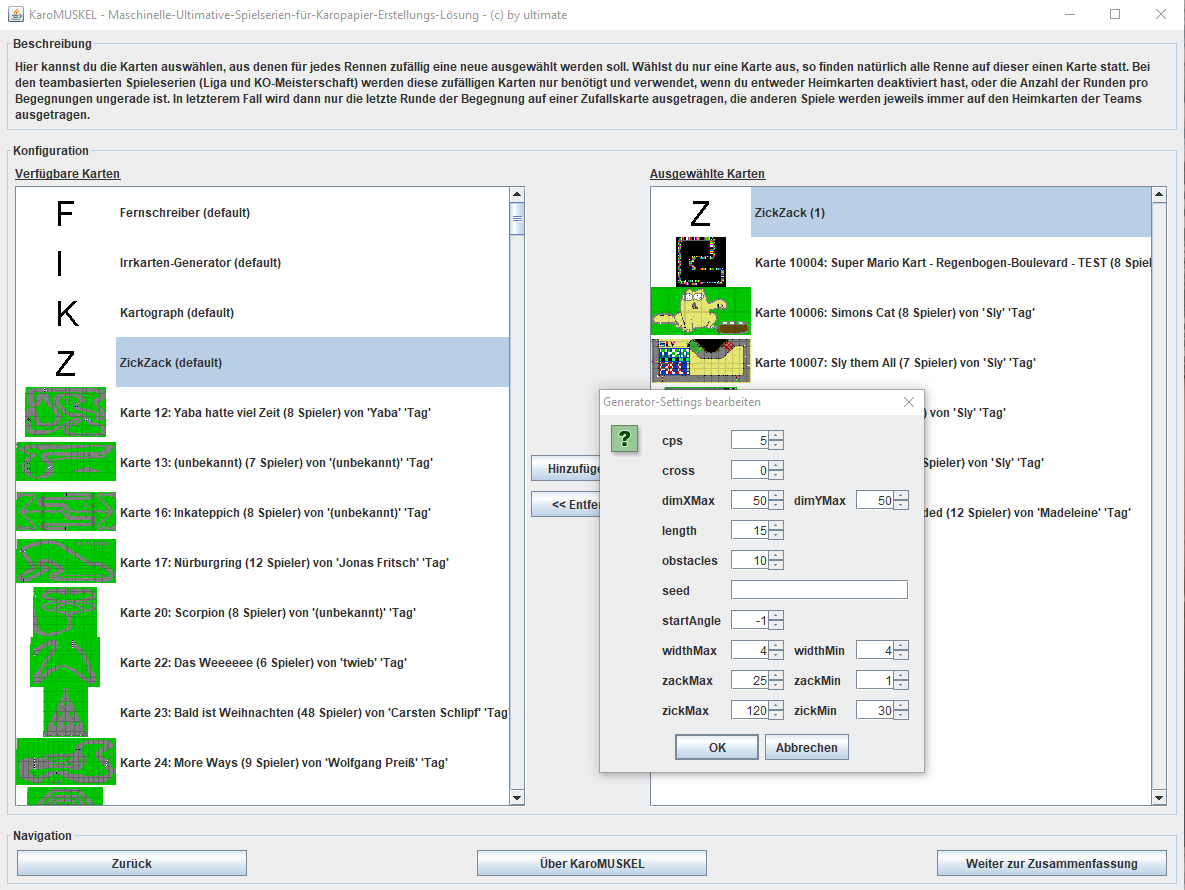 KaroMUSKEL - Maschinelle-Ultimative-Spielserien-für-Karopapier-Erstellungs-Lösung - (c) by ultimate
Beschreibung
Hier kannst du die Karten auswählen, aus denen für jedes Rennen zufällig eine neue ausgewählt werden soll. Wählst du nur eine Karte aus, so finden natürlich alle Renne auf dieser einen Karte statt. Bei
den teambasierten Spieleserien (Liga und KO-Meisterschaft) werden diese zufälligen Karten nur benötigt und verwendet, wenn du entweder Heimkarten deaktiviert hast, oder die Anzahl der Runden pro
Begegnungen ungerade ist. In letzterem Fall wird dann nur die letzte Runde der Begegnung auf einer Zufallskarte ausgetragen, die anderen Spiele werden jeweils immer auf den Heimkarten der Teams
ausgetragen.
Konfiguration
Verfügbare Karten
F Fernschreiber (default)
I Irrkarten-Generator (default)
K Kartograph (default)
Z ZickZack (default)
Karte 12: Yaba hatte viel Zeit (8 Spieler) von 'Yaba' 'Tag'
Karte 13: (unbekannt) (7 Spieler) von '(unbekannt)' 'Tag'
Karte 16: Inkateppich (8 Spieler) von '(unbekannt)' 'Tag'
Karte 17: Nürburgring (12 Spieler) von 'Jonas Fritsch' 'Tag'
Karte 20: Scorpion (8 Spieler) von '(unbekannt)' 'Tag'
Karte 22: Das Weeeeee (6 Spieler) von 'twieb' 'Tag'
Karte 23: Bald ist Weihnachten (48 Spieler) von 'Carsten Schlipf' 'Tag'
Karte 24: More Ways (9 Spieler) von 'Wolfgang Preiß' 'Tag'
Hinzufüge
<< Entfer
Ausgewählte Karten
Z ZickZack (1)
Karte 10004: Super Mario Kart - Regenbogen-Boulevard - TEST (8 Spiel
Karte 10006: Simons Cat (8 Spieler) von 'Sly' 'Tag'
SLY
Karte 10007: Sly them All (7 Spieler) von 'Sly' 'Tag'
von 'Sly' 'Tag'
Spieler) von 'Sly' 'Tag'
ded (12 Spieler) von 'Madeleine' 'Tag'
Generator-Settings bearbeiten
?
cps 5
cross 0
dimXMax 50 dimYMax 50
length 15
obstacles 10
seed
startAngle -1
widthMax 4 widthMin 4
zackMax 25 zackMin 1
zickMax 120 zickMin 30
OK Abbrechen
Navigation
Zurück Über KaroMUSKEL Weiter zur Zusammenfassung